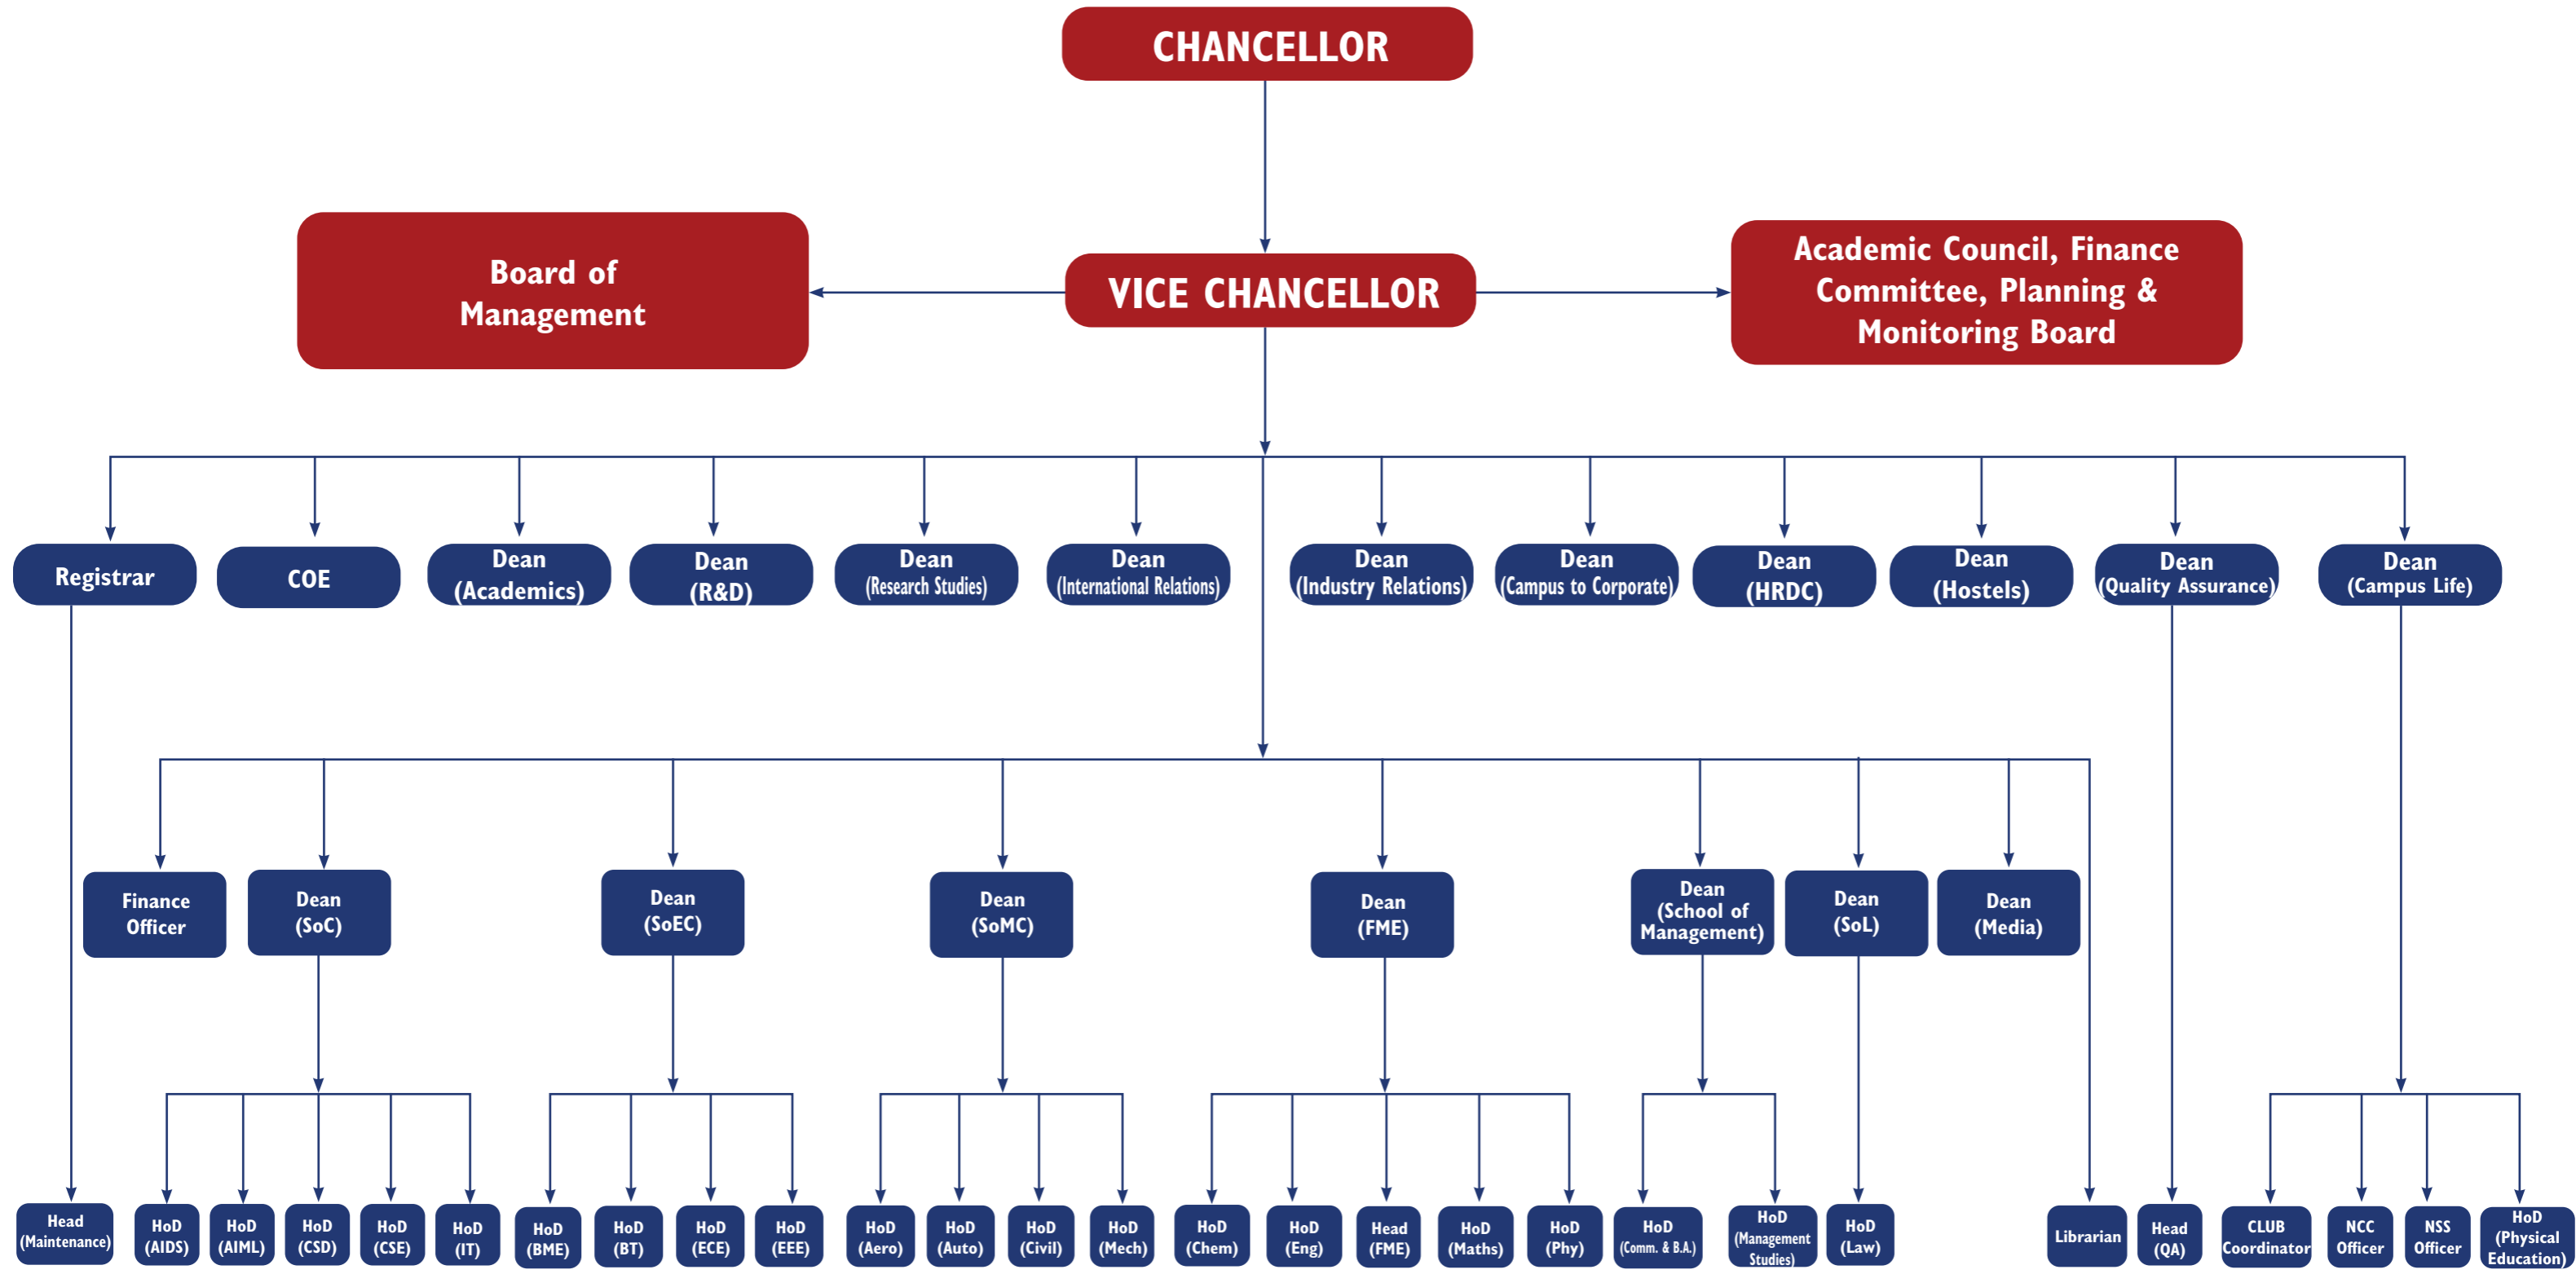 CHANCELLOR
Board of
Management
VICE CHANCELLOR
Academic Council, Finance
Committee, Planning &
Monitoring Board
Registrar
COE
Dean
(Academics)
Dean
(R&D)
Dean
(Research Studies)
Dean
(International Relations)
Dean
(Industry Relations)
Dean
(Campus to Corporate)
Dean
(HRDC)
Dean
(Hostels)
Dean
(Quality Assurance)
Dean
(Campus Life)
Finance
Officer
Dean
(SoC)
Dean
(SoEC)
Dean
(SoMC)
Dean
(FME)
Dean
(School of
Management)
Dean
(SoL)
Dean
(Media)
Head
(Maintenance)
HoD
(AIDS)
HoD
(AIML)
HoD
(CSD)
HoD
(CSE)
HoD
(IT)
HoD
(BME)
HoD
(BT)
HoD
(ECE)
HoD
(EEE)
HoD
(Aero)
HoD
(Auto)
HoD
(Civil)
HoD
(Mech)
HoD
(Chem)
HoD
(Eng)
Head
(FME)
HoD
(Maths)
HoD
(Phy)
HoD
(Comm. & B.A.)
HoD
(Management
Studies)
HoD
(Law)
Librarian
Head
(QA)
CLUB
Coordinator
NCC
Officer
NSS
Officer
HoD
(Physical
Education)